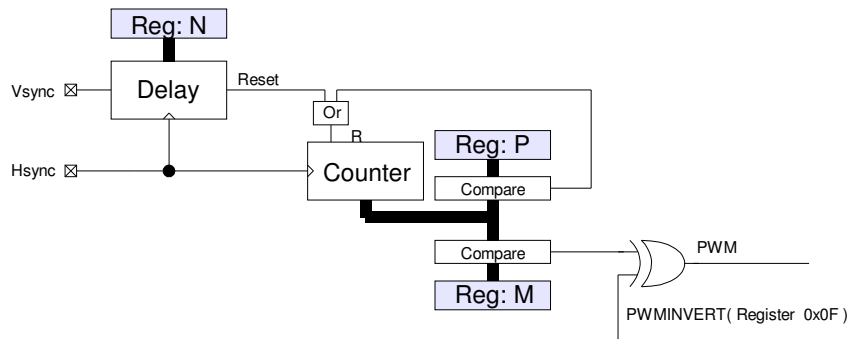 Reg: N
Vsync
Delay
Reset
Or
R
Reg: P
Hsync
Counter
Compare
Compare
PWM
Reg: M
PWMINVERT( Register 0x0F )